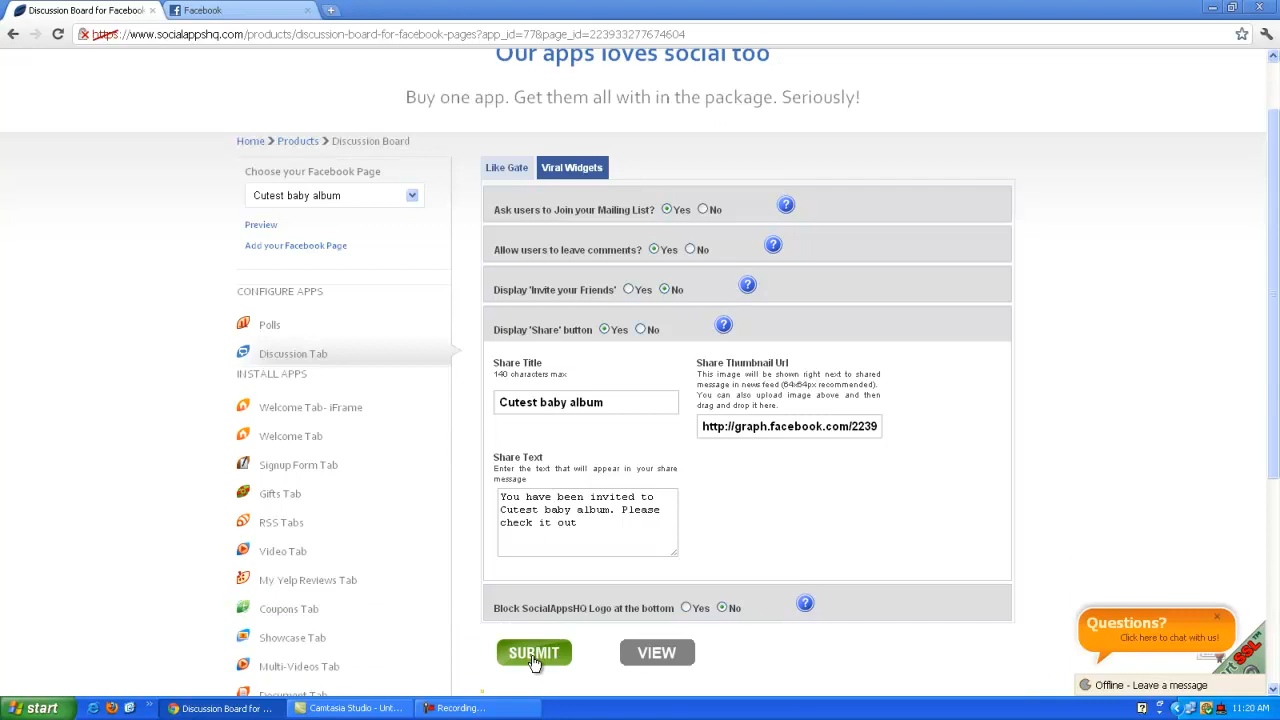 Discussion Board for Facebook
Facebook
https://www.socialappshq.com/products/discussion-board-for-facebook-pages?app_id=77&page_id=223933277674604
Our apps loves social too
Buy one app. Get them all with in the package. Seriously!
Home > Products > Discussion Board
Choose your Facebook Page
Cutest baby album
Preview
Add your Facebook Page
CONFIGURE APPS
Polls
Discussion Tab
INSTALL APPS
Welcome Tab- iFrame
Welcome Tab
Signup Form Tab
Gifts Tab
RSS Tabs
Video Tab
My Yelp Reviews Tab
Coupons Tab
Showcase Tab
Multi-Videos Tab
Document Tab
Like Gate
Viral Widgets
Ask users to Join your Mailing List? Yes No ?
Allow users to leave comments? Yes No ?
Display 'Invite your Friends' Yes No ?
Display 'Share' button Yes No ?
Share Title
140 characters max
Cutest baby album
Share Thumbnail Url
This image will be shown right next to shared
message in news feed (64x64px recommended).
You can also upload image above and then
drag and drop it here.
http://graph.facebook.com/2239
Share Text
Enter the text that will appear in your share
message
You have been invited to
Cutest baby album. Please
check it out
Block SocialAppsHQ Logo at the bottom Yes No ?
SUBMIT
VIEW
Questions?
Click here to chat with us!
SSL
Offline - Leave a message
start
Discussion Board for ...
Camtasia Studio - Unt...
Recording...
11:20 AM